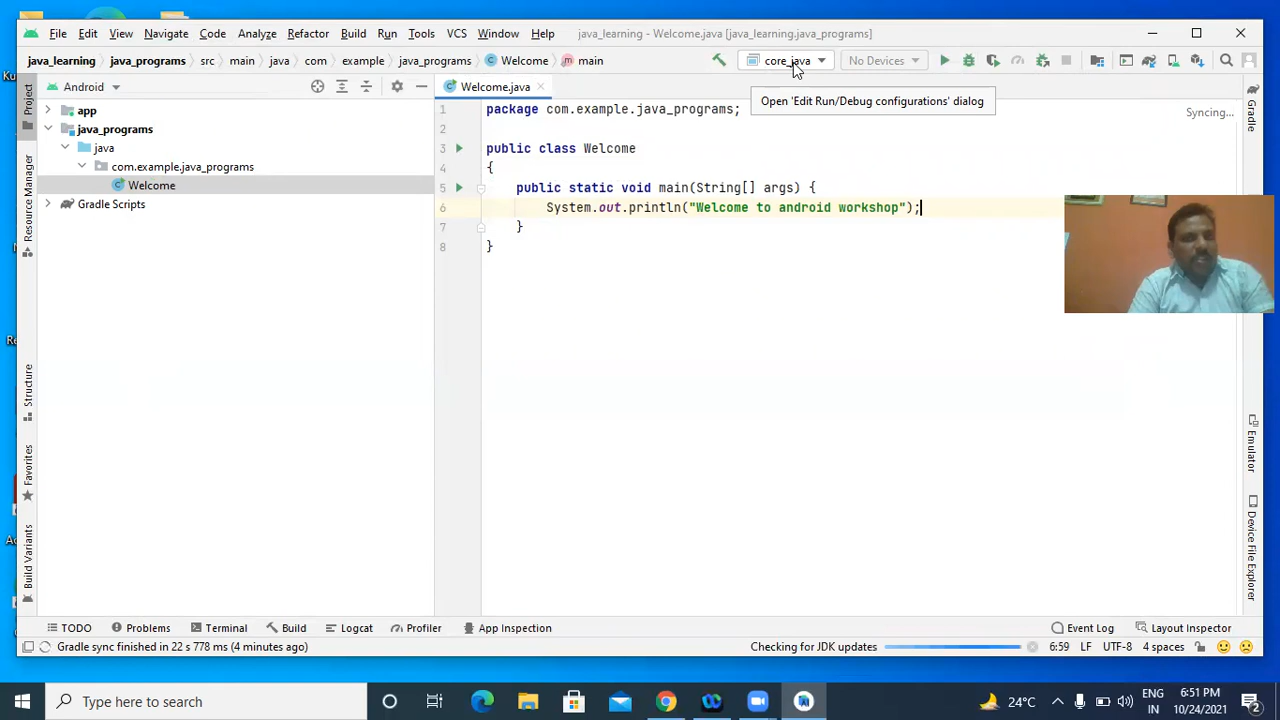 File Edit View Navigate Code Analyze Refactor Build Run Tools VCS Window Help java_learning - Welcome.java [java_learning.java_programs]
java_learning java_programs src main java com example java_programs Welcome main core_java No Devices
Android Welcome.java
Open 'Edit Run/Debug configurations' dialog
Syncing...
Project
Resource Manager
Structure
Favorites
Build Variants
app
java_programs
java
com.example.java_programs
Welcome
Gradle Scripts
1 package com.example.java_programs;
2
3 public class Welcome
4 {
5 public static void main(String[] args) {
6 System.out.println("Welcome to android workshop");
7 }
8 }
Gradle
Emulator
Device File Explorer
TODO Problems Terminal Build Logcat Profiler App Inspection Event Log Layout Inspector
Gradle sync finished in 22 s 778 ms (4 minutes ago) Checking for JDK updates 6:59 LF UTF-8 4 spaces
Type here to search 24°C ENG 6:51 PM
IN 10/24/2021 2